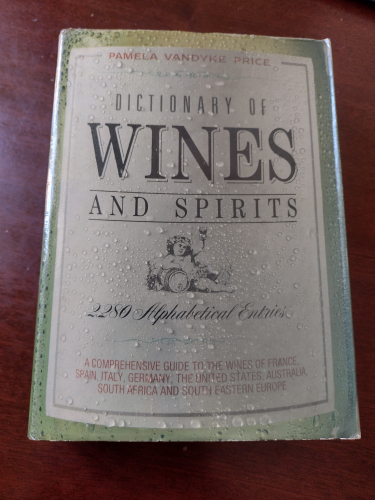 PAMELA VANDYKE PRICE
DICTIONARY OF
WINES
AND SPIRITS
2280 Alphabetical Entries
A COMPREHENSIVE GUIDE TO THE WINES OF FRANCE,
SPAIN, ITALY, GERMANY, THE UNITED STATES, AUSTRALIA,
SOUTH AFRICA AND SOUTH EASTERN EUROPE